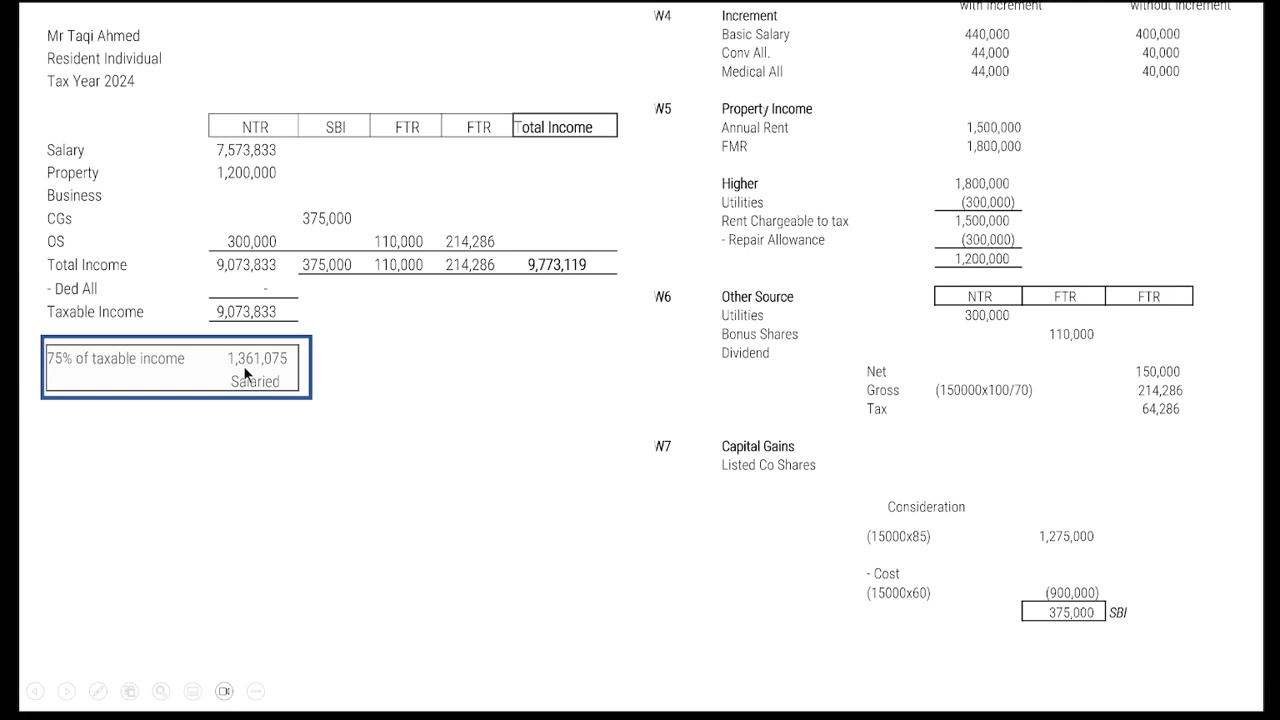 Mr Taqi Ahmed
Resident Individual
Tax Year 2024
NTR SBI FTR FTR Total Income
Salary 7,573,833
Property 1,200,000
Business
CGs 375,000
OS 300,000 110,000 214,286
Total Income 9,073,833 375,000 110,000 214,286 9,773,119
- Ded All -
Taxable Income 9,073,833
75% of taxable income 1,361,075
Salaried
with increment without increment
W4 Increment
Basic Salary 440,000 400,000
Conv All. 44,000 40,000
Medical All 44,000 40,000
W5 Property Income
Annual Rent 1,500,000
FMR 1,800,000
Higher 1,800,000
Utilities (300,000)
Rent Chargeable to tax 1,500,000
- Repair Allowance (300,000)
1,200,000
W6 Other Source NTR FTR FTR
Utilities 300,000
Bonus Shares 110,000
Dividend
Net 150,000
Gross (150000x100/70) 214,286
Tax 64,286
W7 Capital Gains
Listed Co Shares
Consideration
(15000x85) 1,275,000
- Cost
(15000x60) (900,000)
375,000 SBI